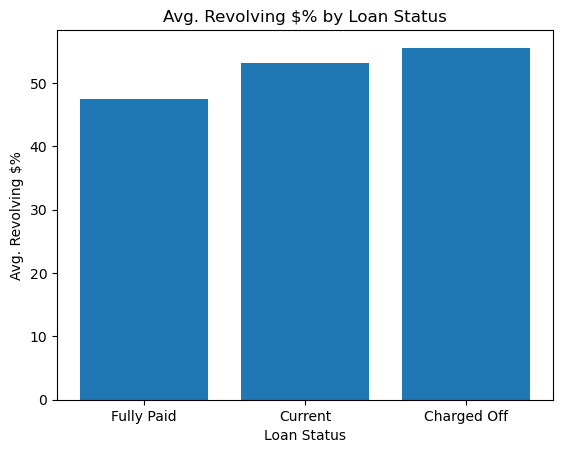 Avg. Revolving $% by Loan Status
Avg. Revolving $%
50
40
30
20
10
0
Fully Paid
Current
Charged Off
Loan Status